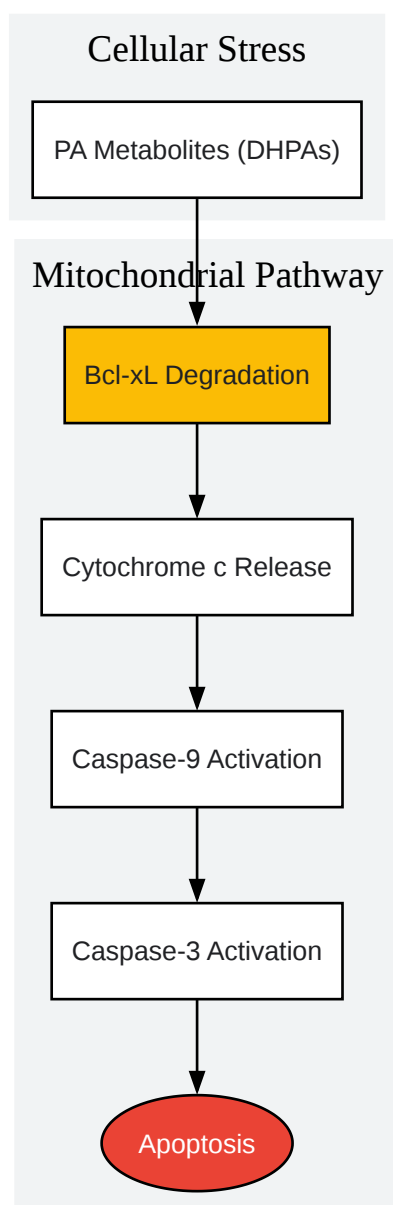 Cellular Stress
PA Metabolites (DHPAs)
Mitochondrial Pathway
Bcl-xL Degradation
Cytochrome c Release
Caspase-9 Activation
Caspase-3 Activation
Apoptosis